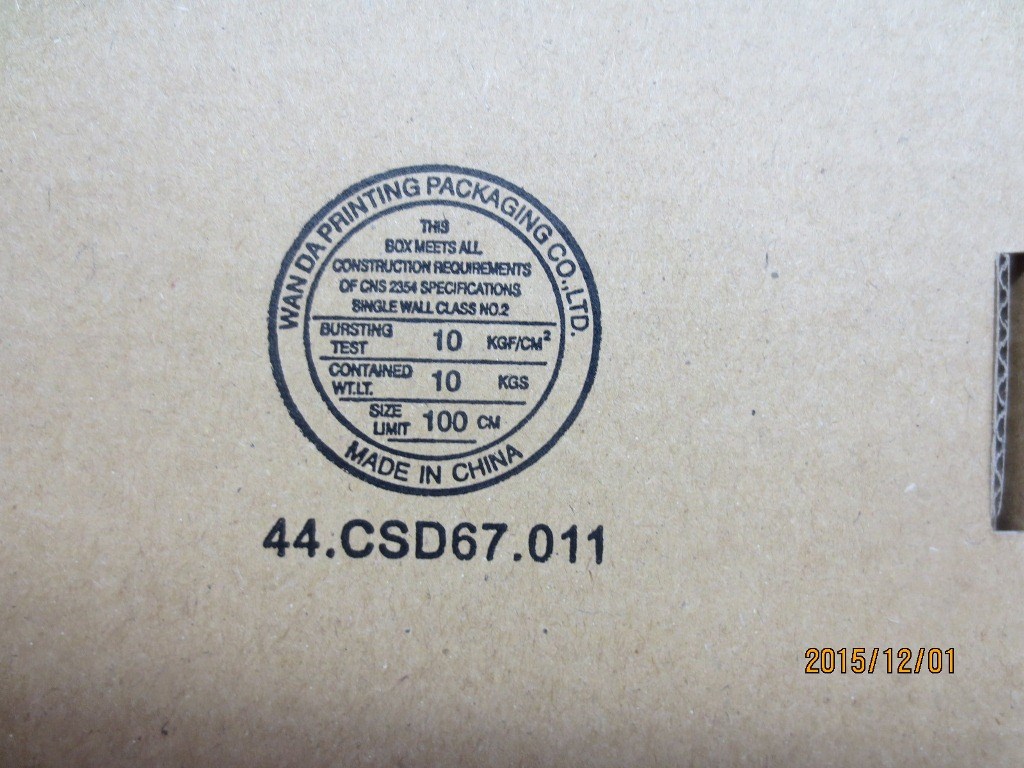 WAN DA PRINTING PACKAGING CO.,LTD.
THIS
BOX MEETS ALL
CONSTRUCTION REQUIREMENTS
OF CNS 2354 SPECIFICATIONS
SINGLE WALL CLASS NO.2
BURSTING TEST 10 KGF/CM²
CONTAINED WT.LT. 10 KGS
SIZE LIMIT 100 CM
MADE IN CHINA
44.CSD67.011
2015/12/01